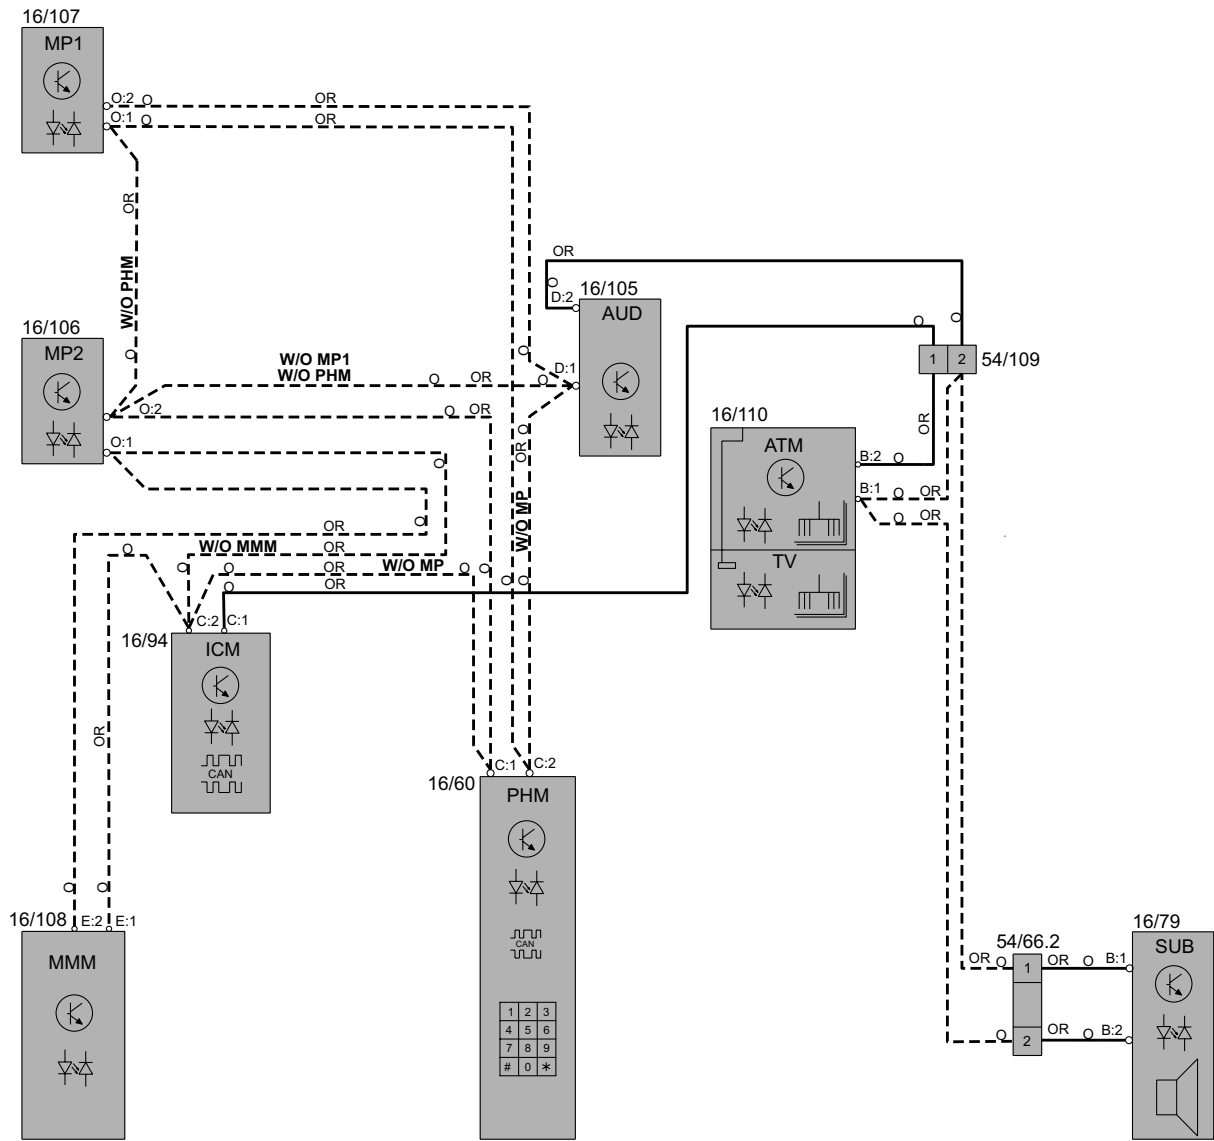 16/107
MP1
O:2 O OR
O:1 O OR
OR
W/O PHM
O
16/106
MP2
W/O MP1
W/O PHM
O OR O
O:2 O OR
O:1
O
O
OR
W/O MMM OR
O
O
O OR W/O MP O O
O OR
O
O
O
OR
W/O MP
OR
O
D:2
16/105
AUD
D:1
O
O
1 2
54/109
OR
16/110
ATM
TV
B:2 O
B:1 O OR
O OR
16/94
C:2 C:1
ICM
CAN
OR
O
O
16/108
E:2 E:1
MMM
16/60
C:1 C:2
PHM
CAN
1 2 3
4 5 6
7 8 9
# 0 *
54/66.2
OR O 1 OR O B:1
O 2 OR O B:2
16/79
SUB